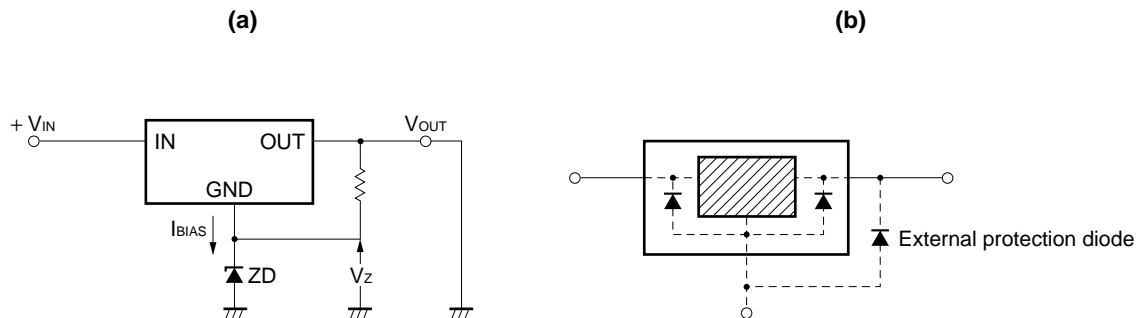 (a)
(b)
+ VIN
IN
OUT
VOUT
GND
IBIAS
ZD
VZ
External protection diode